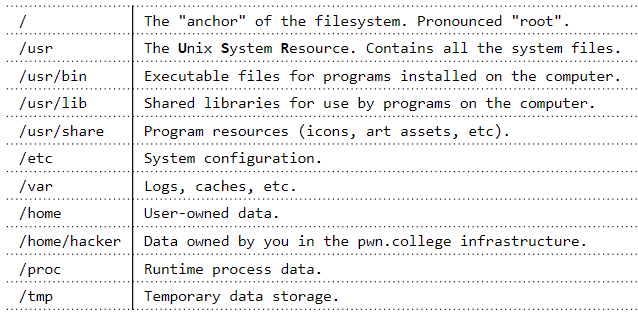 / The "anchor" of the filesystem. Pronounced "root".
/usr The Unix System Resource. Contains all the system files.
/usr/bin Executable files for programs installed on the computer.
/usr/lib Shared libraries for use by programs on the computer.
/usr/share Program resources (icons, art assets, etc).
/etc System configuration.
/var Logs, caches, etc.
/home User-owned data.
/home/hacker Data owned by you in the pwn.college infrastructure.
/proc Runtime process data.
/tmp Temporary data storage.